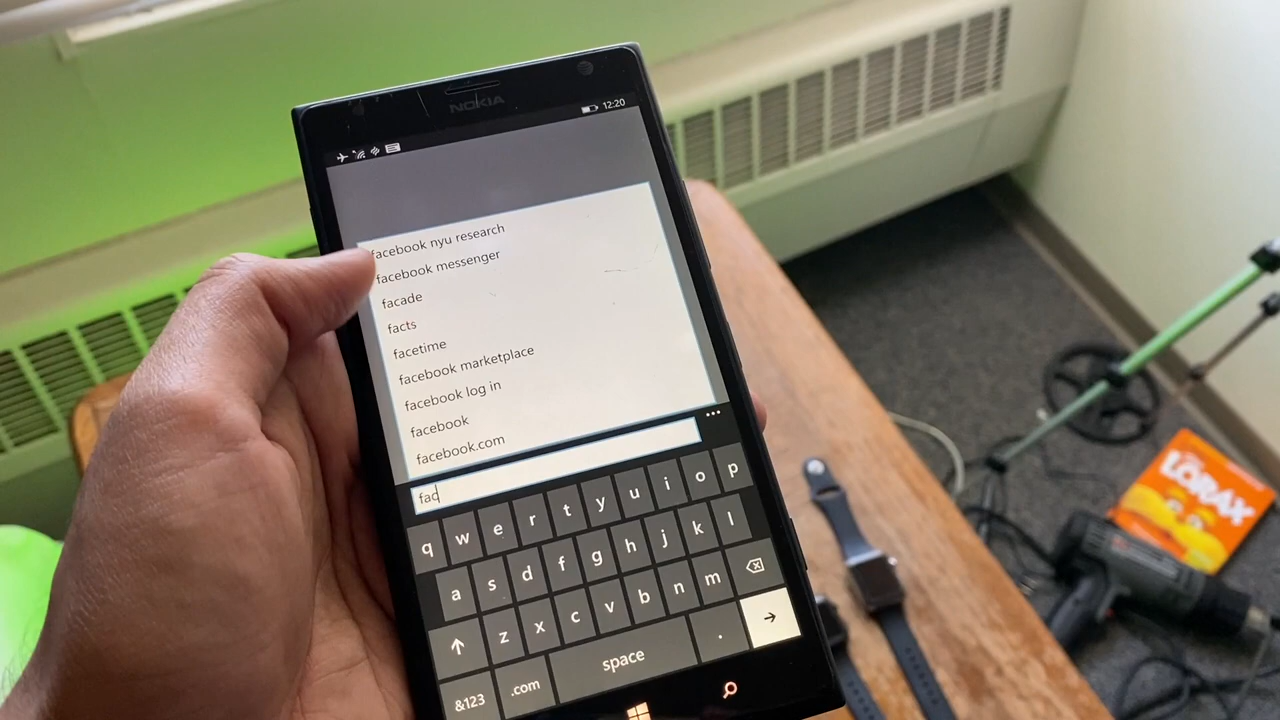 NOKIA
12:20
facebook nyu research
facebook messenger
facade
facts
facetime
facebook marketplace
facebook log in
facebook
facebook.com
fac
q w e r t y u i o p
a s d f g h j k l
z x c v b n m
&123 .com space .
LORAX